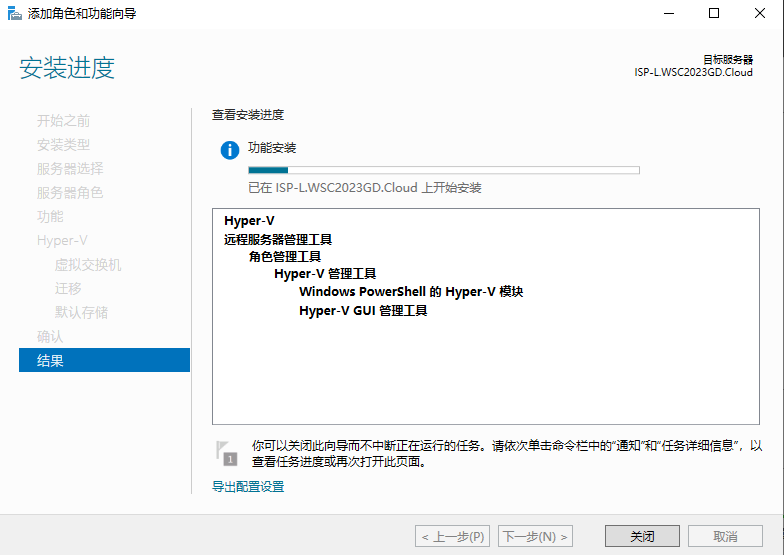 添加角色和功能向导
安装进度
目标服务器
ISP-L.WSC2023GD.Cloud
开始之前
安装类型
服务器选择
服务器角色
功能
Hyper-V
虚拟交换机
迁移
默认存储
确认
结果
查看安装进度
功能安装
已在 ISP-L.WSC2023GD.Cloud 上开始安装
Hyper-V
远程服务器管理工具
角色管理工具
Hyper-V 管理工具
Windows PowerShell 的 Hyper-V 模块
Hyper-V GUI 管理工具
1
你可以关闭此向导而不中断正在运行的任务。请依次单击命令栏中的“通知”和“任务详细信息”，以
查看任务进度或再次打开此页面。
导出配置设置
< 上一步(P)
下一步(N) >
关闭
取消